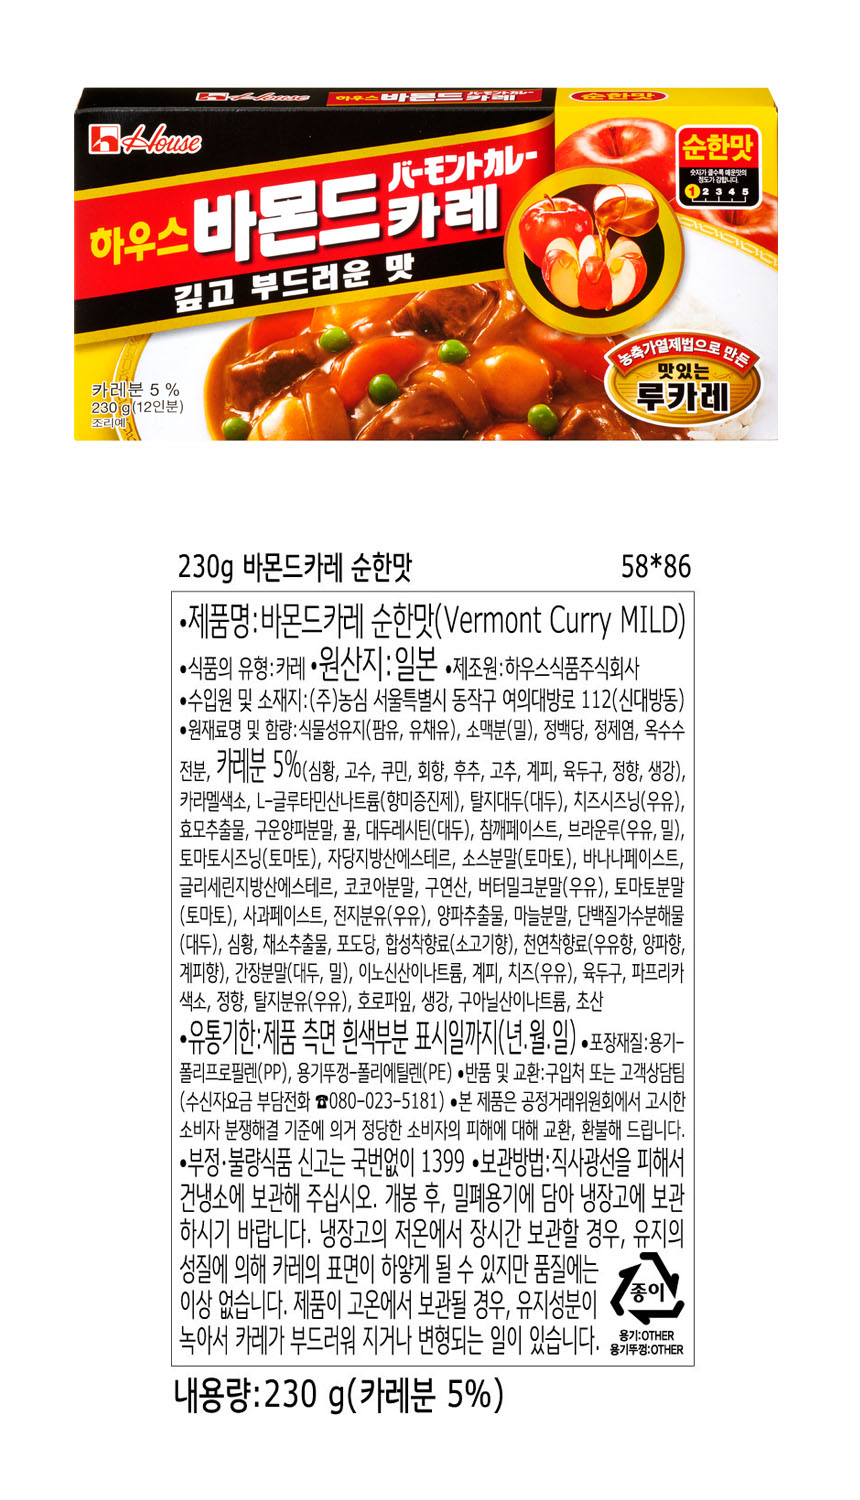 House
하우스 바몬드 카레
순한맛
House
순한맛
숫자가 클수록 매운맛의
정도가 강합니다.
1 2 3 4 5
バーモントカレー
하우스 바몬드 카레
깊고 부드러운 맛
농축가열제법으로 만든
맛있는
루카레
카레분 5 %
230 g(12인분)
조리예
230g 바몬드카레 순한맛 58*86
•제품명:바몬드카레 순한맛(Vermont Curry MILD)
•식품의 유형:카레 •원산지:일본 •제조원:하우스식품주식회사
•수입원 및 소재지:(주)농심 서울특별시 동작구 여의대방로 112(신대방동)
•원재료명 및 함량:식물성유지(팜유, 유채유), 소맥분(밀), 정백당, 정제염, 옥수수
전분, 카레분 5%(심황, 고수, 쿠민, 회향, 후추, 고추, 계피, 육두구, 정향, 생강),
카라멜색소, L-글루타민산나트륨(향미증진제), 탈지대두(대두), 치즈시즈닝(우유),
효모추출물, 구운양파분말, 꿀, 대두레시틴(대두), 참깨페이스트, 브라운루(우유, 밀),
토마토시즈닝(토마토), 자당지방산에스테르, 소스분말(토마토), 바나나페이스트,
글리세린지방산에스테르, 코코아분말, 구연산, 버터밀크분말(우유), 토마토분말
(토마토), 사과페이스트, 전지분유(우유), 양파추출물, 마늘분말, 단백질가수분해물
(대두), 심황, 채소추출물, 포도당, 합성착향료(소고기향), 천연착향료(우유향, 양파향,
계피향), 간장분말(대두, 밀), 이노신산이나트륨, 계피, 치즈(우유), 육두구, 파프리카
색소, 정향, 탈지분유(우유), 호로파잎, 생강, 구아닐산이나트륨, 초산
•유통기한:제품 측면 흰색부분 표시일까지(년.월.일) •포장재질:용기-
폴리프로필렌(PP), 용기뚜껑-폴리에틸렌(PE) •반품 및 교환:구입처 또는 고객상담팀
(수신자요금 부담전화 ☎080-023-5181) •본 제품은 공정거래위원회에서 고시한
소비자 분쟁해결 기준에 의거 정당한 소비자의 피해에 대해 교환, 환불해 드립니다.
•부정·불량식품 신고는 국번없이 1399 •보관방법:직사광선을 피해서
건냉소에 보관해 주십시오. 개봉 후, 밀폐용기에 담아 냉장고에 보관
하시기 바랍니다. 냉장고의 저온에서 장시간 보관할 경우, 유지의
성질에 의해 카레의 표면이 하얗게 될 수 있지만 품질에는
이상 없습니다. 제품이 고온에서 보관될 경우, 유지성분이
녹아서 카레가 부드러워 지거나 변형되는 일이 있습니다.
종이
용기:OTHER
용기뚜껑:OTHER
내용량:230 g(카레분 5%)